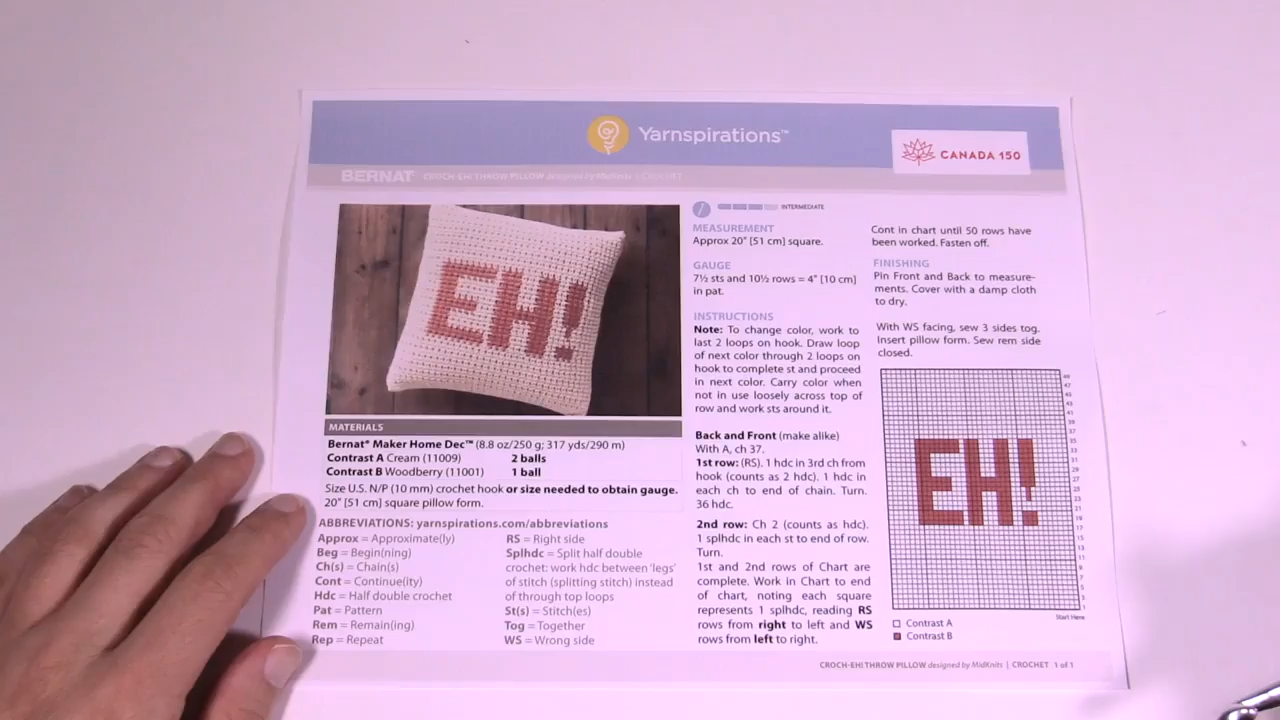 Yarnspirations™
CANADA 150
BERNAT CROCH-EH! THROW PILLOW designed by MidKnits | CROCHET
EH!
MATERIALS
Bernat® Maker Home Dec™ (8.8 oz/250 g; 317 yds/290 m)
Contrast A Cream (11009) 2 balls
Contrast B Woodberry (11001) 1 ball
Size U.S. N/P (10 mm) crochet hook or size needed to obtain gauge.
20" [51 cm] square pillow form.
ABBREVIATIONS: yarnspirations.com/abbreviations
Approx = Approximate(ly)
Beg = Begin(ning)
Ch(s) = Chain(s)
Cont = Continue(ity)
Hdc = Half double crochet
Pat = Pattern
Rem = Remain(ing)
Rep = Repeat
RS = Right side
Splhdc = Split half double
crochet: work hdc between 'legs'
of stitch (splitting stitch) instead
of through top loops
St(s) = Stitch(es)
Tog = Together
WS = Wrong side
INTERMEDIATE
MEASUREMENT
Approx 20" [51 cm] square.
GAUGE
7½ sts and 10½ rows = 4" [10 cm]
in pat.
INSTRUCTIONS
Note: To change color, work to
last 2 loops on hook. Draw loop
of next color through 2 loops on
hook to complete st and proceed
in next color. Carry color when
not in use loosely across top of
row and work sts around it.
Back and Front (make alike)
With A, ch 37.
1st row: (RS). 1 hdc in 3rd ch from
hook (counts as 2 hdc). 1 hdc in
each ch to end of chain. Turn.
36 hdc.
2nd row: Ch 2 (counts as hdc).
1 splhdc in each st to end of row.
Turn.
1st and 2nd rows of Chart are
complete. Work in Chart to end
of chart, noting each square
represents 1 splhdc, reading RS
rows from right to left and WS
rows from left to right.
Cont in chart until 50 rows have
been worked. Fasten off.
FINISHING
Pin Front and Back to measure-
ments. Cover with a damp cloth
to dry.
With WS facing, sew 3 sides tog.
Insert pillow form. Sew rem side
closed.
EH!
Start Here
Contrast A
Contrast B
CROCH-EH! THROW PILLOW designed by MidKnits | CROCHET 1 of 1